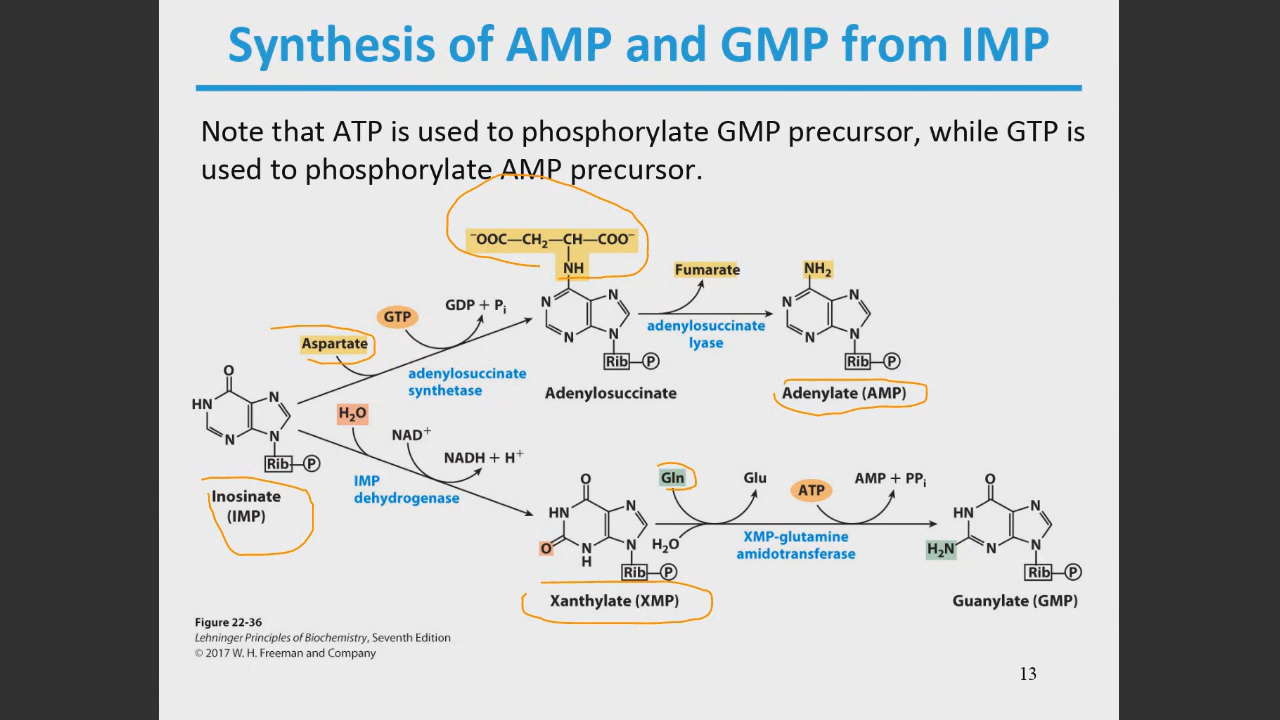 Synthesis of AMP and GMP from IMP
Note that ATP is used to phosphorylate GMP precursor, while GTP is
used to phosphorylate AMP precursor.
⁻OOC—CH₂—CH—COO⁻
NH
N
N
N
N
Rib
P
Adenylosuccinate
Fumarate
adenylosuccinate
lyase
NH₂
N
N
N
N
Rib
P
Adenylate (AMP)
GTP
GDP + Pᵢ
Aspartate
adenylosuccinate
synthetase
O
HN
N
N
N
Rib
P
Inosinate
(IMP)
H₂O
NAD⁺
NADH + H⁺
IMP
dehydrogenase
O
HN
N
O
N
H
N
Rib
P
Xanthylate (XMP)
Gln
Glu
H₂O
ATP
AMP + PPᵢ
XMP-glutamine
amidotransferase
O
HN
N
H₂N
N
N
Rib
P
Guanylate (GMP)
Figure 22-36
Lehninger Principles of Biochemistry, Seventh Edition
© 2017 W. H. Freeman and Company
13